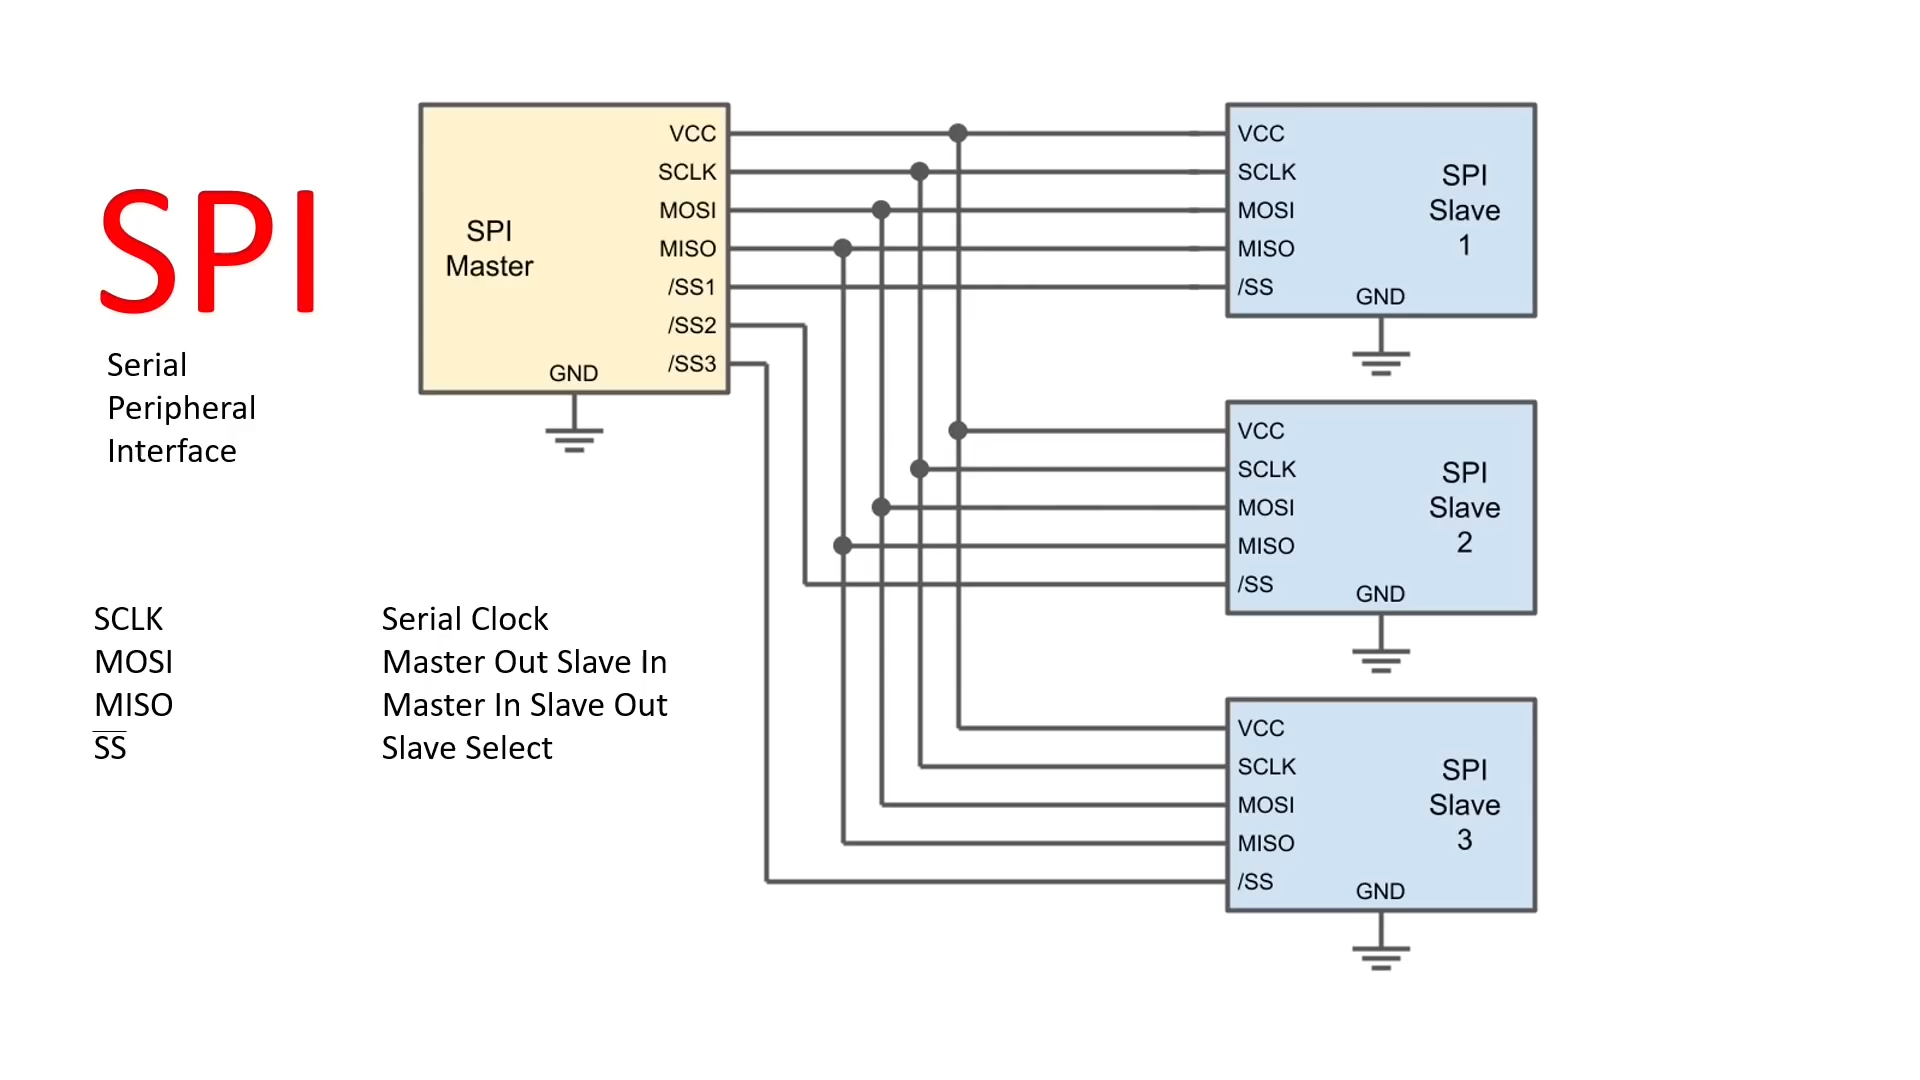 SPI
Serial
Peripheral
Interface
SCLK Serial Clock
MOSI Master Out Slave In
MISO Master In Slave Out
S̅S̅ Slave Select
SPI
Master
VCC
SCLK
MOSI
MISO
/SS1
/SS2
/SS3
GND
VCC
SCLK
MOSI
MISO
/SS
GND
SPI
Slave
1
VCC
SCLK
MOSI
MISO
/SS
GND
SPI
Slave
2
VCC
SCLK
MOSI
MISO
/SS
GND
SPI
Slave
3